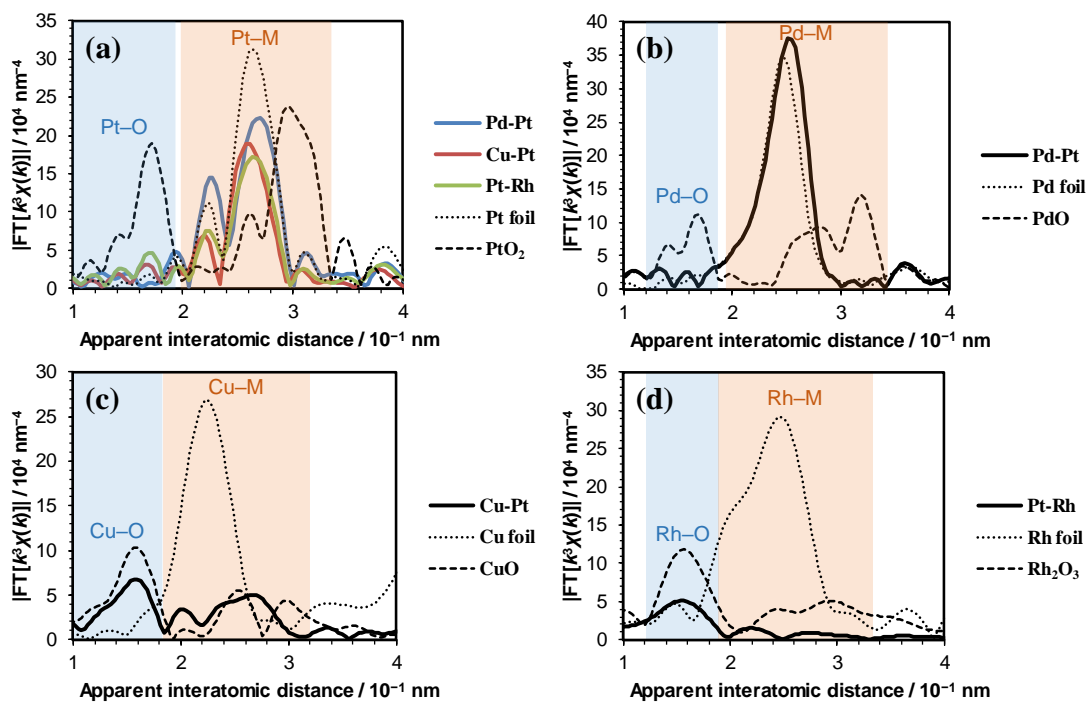 (a)
Pt–M
Pt–O
|FT[k³χ(k)]| / 10⁴ nm⁻⁴
35
30
25
20
15
10
5
0
1 2 3 4
Apparent interatomic distance / 10⁻¹ nm
Pd-Pt
Cu-Pt
Pt-Rh
Pt foil
PtO₂
(b)
Pd–M
Pd–O
|FT[k³χ(k)]| / 10⁴ nm⁻⁴
40
35
30
25
20
15
10
5
0
1 2 3 4
Apparent interatomic distance / 10⁻¹ nm
Pd-Pt
Pd foil
PdO
(c)
Cu–M
Cu–O
|FT[k³χ(k)]| / 10⁴ nm⁻⁴
30
25
20
15
10
5
0
1 2 3 4
Apparent interatomic distance / 10⁻¹ nm
Cu-Pt
Cu foil
CuO
(d)
Rh–M
Rh–O
|FT[k³χ(k)]| / 10⁴ nm⁻⁴
35
30
25
20
15
10
5
0
1 2 3 4
Apparent interatomic distance / 10⁻¹ nm
Pt-Rh
Rh foil
Rh₂O₃